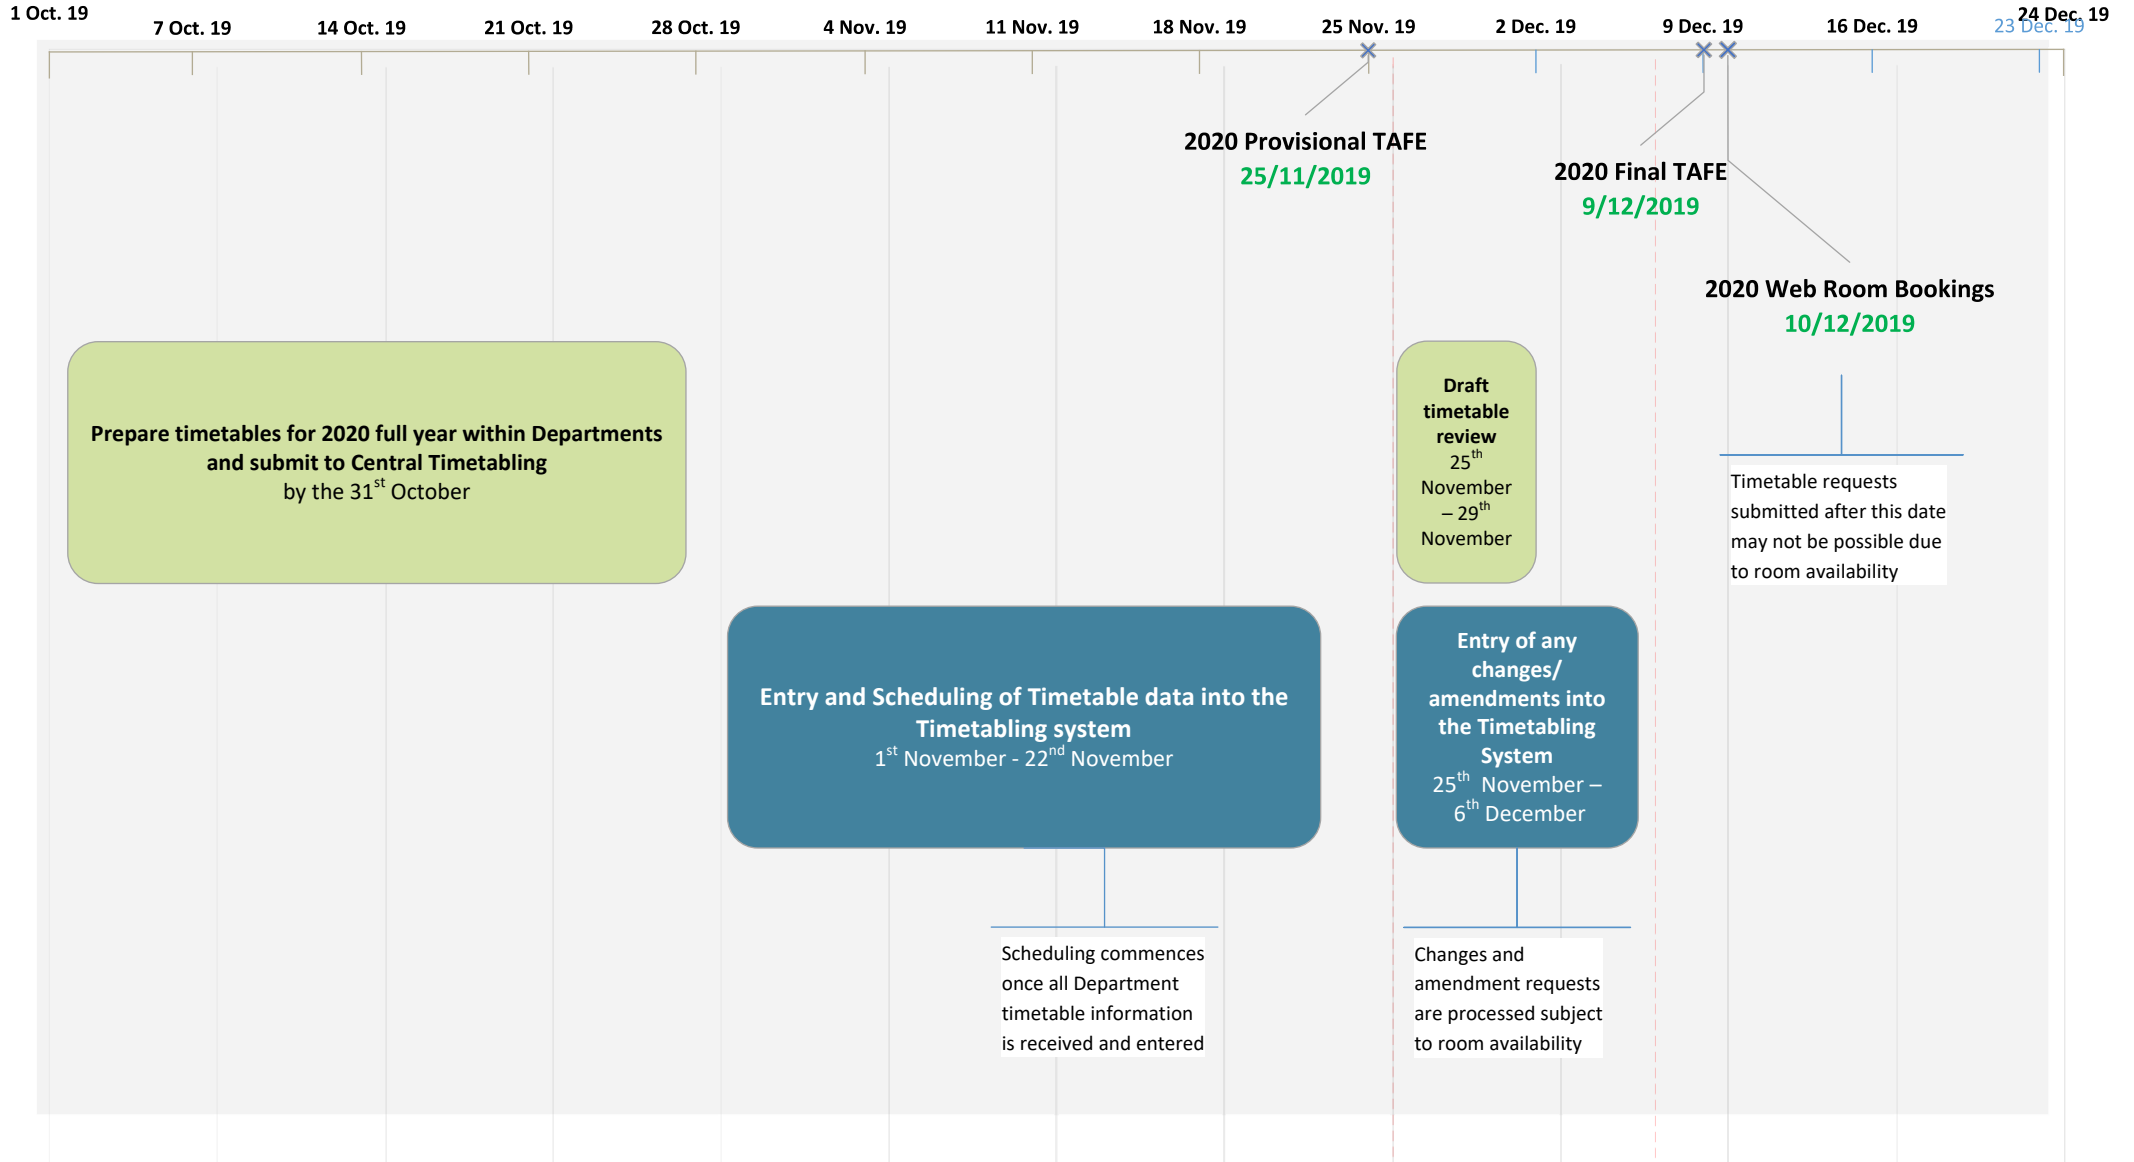 1 Oct. 19
7 Oct. 19
14 Oct. 19
21 Oct. 19
28 Oct. 19
4 Nov. 19
11 Nov. 19
18 Nov. 19
25 Nov. 19
2 Dec. 19
9 Dec. 19
16 Dec. 19
23 Dec. 19
24 Dec. 19
2020 Provisional TAFE
25/11/2019
2020 Final TAFE
9/12/2019
2020 Web Room Bookings
10/12/2019
Prepare timetables for 2020 full year within Departments
and submit to Central Timetabling
by the 31st October
Draft
timetable
review
25th
November
– 29th
November
Timetable requests
submitted after this date
may not be possible due
to room availability
Entry and Scheduling of Timetable data into the
Timetabling system
1st November - 22nd November
Entry of any
changes/
amendments into
the Timetabling
System
25th November –
6th December
Scheduling commences
once all Department
timetable information
is received and entered
Changes and
amendment requests
are processed subject
to room availability